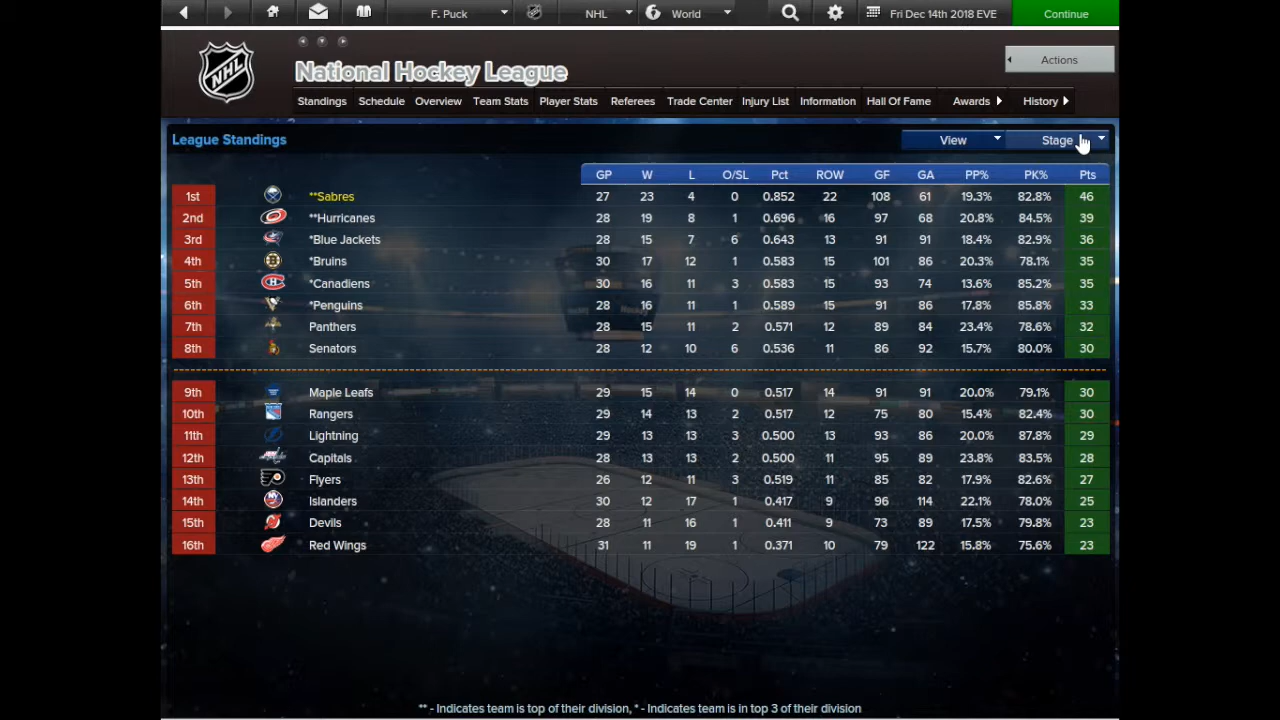 F. Puck NHL World Fri Dec 14th 2018 EVE Continue
NHL National Hockey League Actions
Standings Schedule Overview Team Stats Player Stats Referees Trade Center Injury List Information Hall Of Fame Awards History
League Standings View Stage
GP W L O/SL Pct ROW GF GA PP% PK% Pts
1st **Sabres 27 23 4 0 0.852 22 108 61 19.3% 82.8% 46
2nd **Hurricanes 28 19 8 1 0.696 16 97 68 20.8% 84.5% 39
3rd *Blue Jackets 28 15 7 6 0.643 13 91 91 18.4% 82.9% 36
4th *Bruins 30 17 12 1 0.583 15 101 86 20.3% 78.1% 35
5th *Canadiens 30 16 11 3 0.583 15 93 74 13.6% 85.2% 35
6th *Penguins 28 16 11 1 0.589 15 91 86 17.8% 85.8% 33
7th Panthers 28 15 11 2 0.571 12 89 84 23.4% 78.6% 32
8th Senators 28 12 10 6 0.536 11 86 92 15.7% 80.0% 30
9th Maple Leafs 29 15 14 0 0.517 14 91 91 20.0% 79.1% 30
10th Rangers 29 14 13 2 0.517 12 75 80 15.4% 82.4% 30
11th Lightning 29 13 13 3 0.500 13 93 86 20.0% 87.8% 29
12th Capitals 28 13 13 2 0.500 11 95 89 23.8% 83.5% 28
13th Flyers 26 12 11 3 0.519 11 85 82 17.9% 82.6% 27
14th Islanders 30 12 17 1 0.417 9 96 114 22.1% 78.0% 25
15th Devils 28 11 16 1 0.411 9 73 89 17.5% 79.8% 23
16th Red Wings 31 11 19 1 0.371 10 79 122 15.8% 75.6% 23
** - Indicates team is top of their division, * - Indicates team is in top 3 of their division